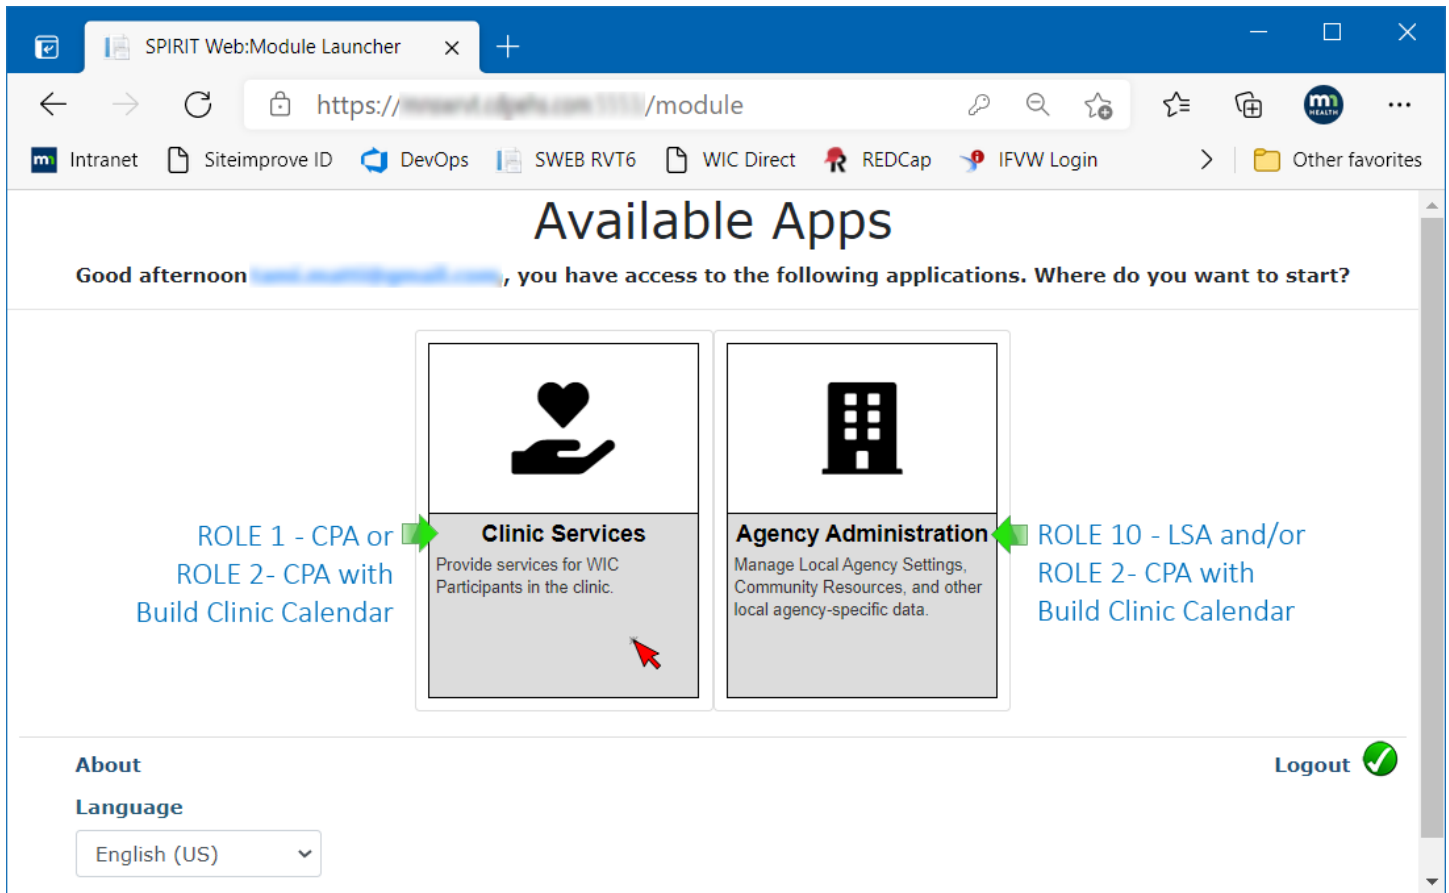 SPIRIT Web:Module Launcher
https:// /module
HEALTH
Intranet Siteimprove ID DevOps SWEB RVT6 WIC Direct REDCap IFVW Login Other favorites
Available Apps
Good afternoon , you have access to the following applications. Where do you want to start?
ROLE 1 - CPA or
ROLE 2- CPA with
Build Clinic Calendar
Clinic Services
Provide services for WIC
Participants in the clinic.
Agency Administration
Manage Local Agency Settings,
Community Resources, and other
local agency-specific data.
ROLE 10 - LSA and/or
ROLE 2- CPA with
Build Clinic Calendar
About
Logout
Language
English (US)